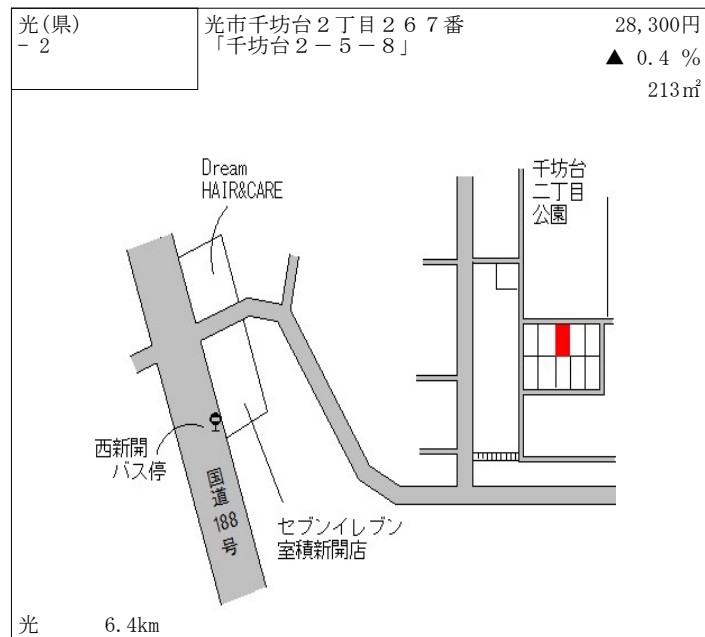 光(県)
- 2
光市千坊台２丁目２６７番
「千坊台２－５－８」
28,300円
▲ 0.4 %
213㎡
Dream
HAIR&CARE
千坊台
二丁目
公園
西新開
バス停
国道188号
セブンイレブン
室積新開店
光 6.4km